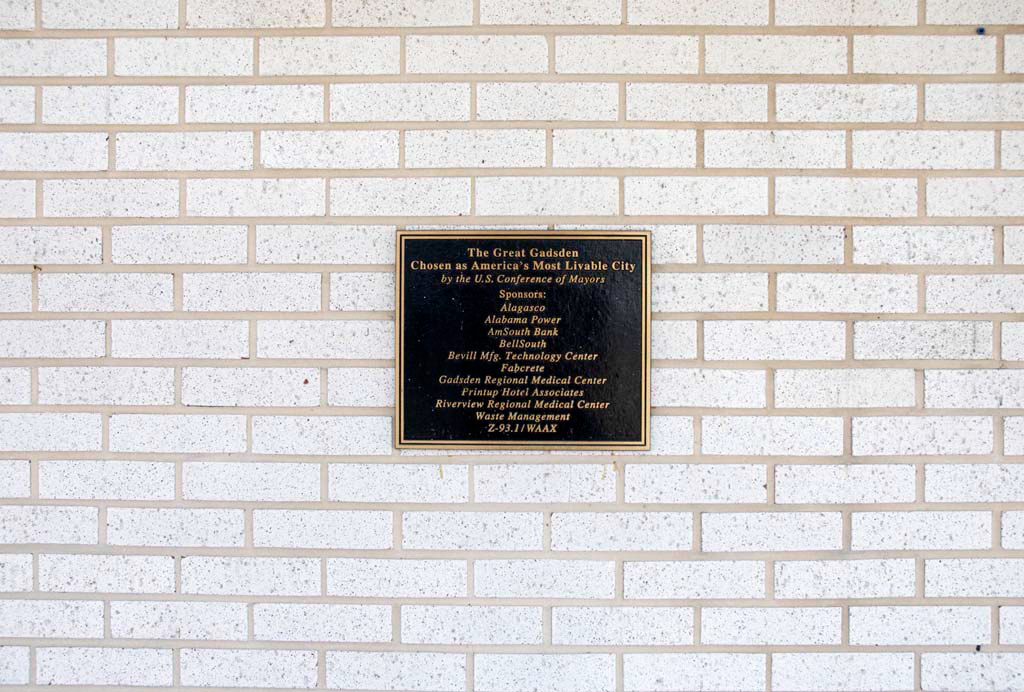 The Great Gadsden
Chosen as America's Most Livable City
by the U.S. Conference of Mayors
Sponsors:
Alagasco
Alabama Power
AmSouth Bank
BellSouth
Bevill Mfg. Technology Center
Fabcrete
Gadsden Regional Medical Center
Printup Hotel Associates
Riverview Regional Medical Center
Waste Management
Z-93.1/WAAX